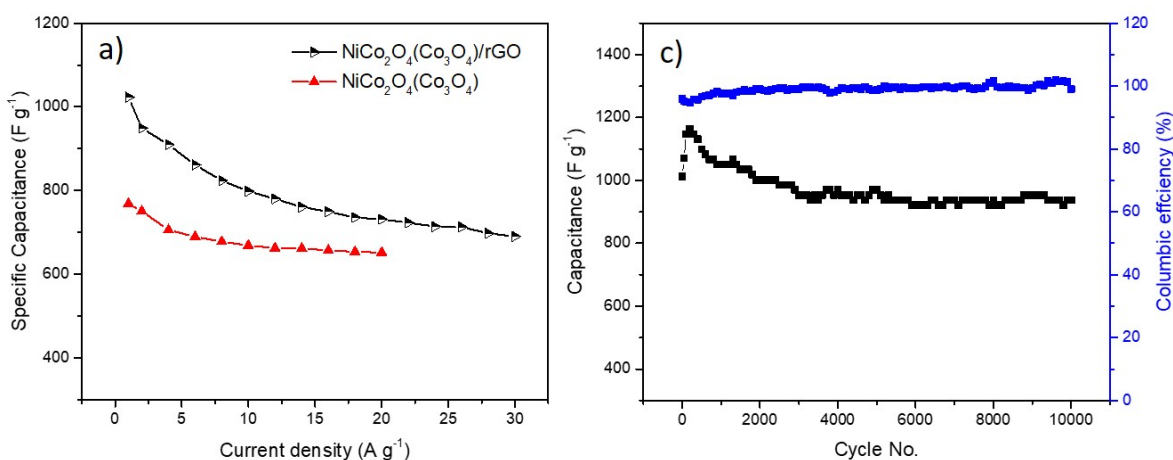 a)
NiCo₂O₄(Co₃O₄)/rGO
NiCo₂O₄(Co₃O₄)
Specific Capacitance (F g⁻¹)
1200
1000
800
600
400
0 5 10 15 20 25 30
Current density (A g⁻¹)
c)
Capacitance (F g⁻¹)
1400
1200
1000
800
600
400
0 2000 4000 6000 8000 10000
Cycle No.
120
100
80
60
40
20
0
Columbic effciency (%)